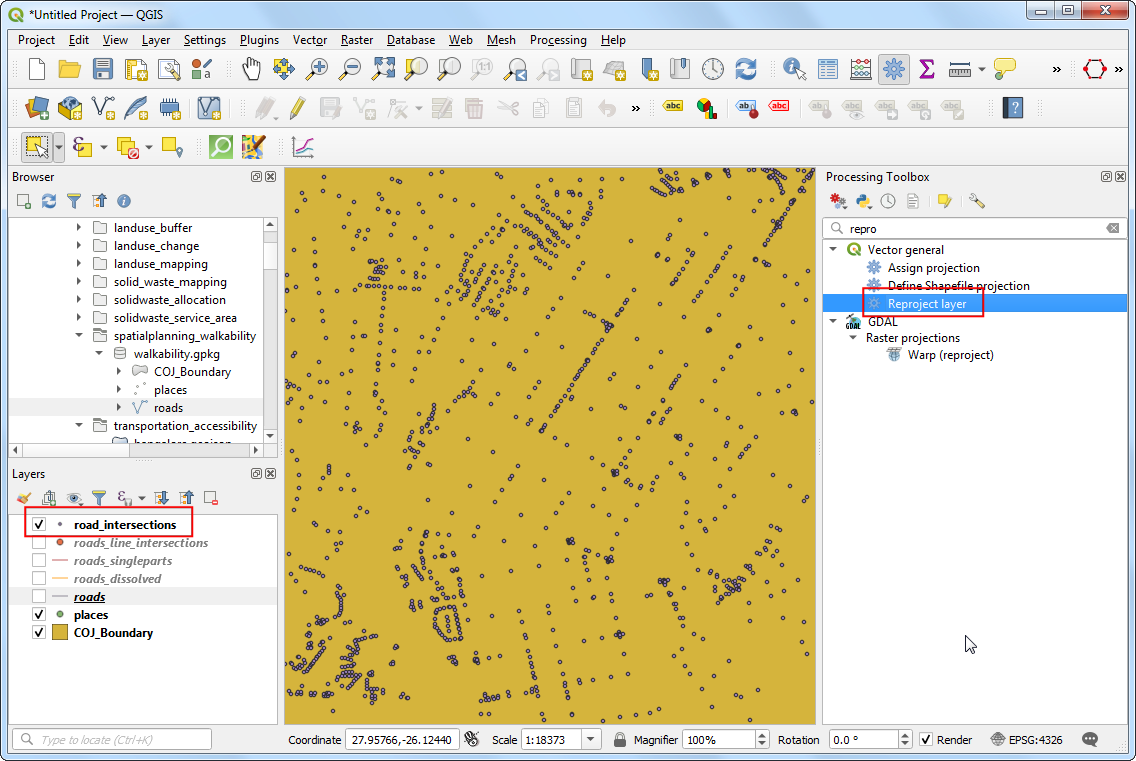 *Untitled Project — QGIS
Project Edit View Layer Settings Plugins Vector Raster Database Web Mesh Processing Help
Browser
landuse_buffer
landuse_change
landuse_mapping
solid_waste_mapping
solidwaste_allocation
solidwaste_service_area
spatialplanning_walkability
walkability.gpkg
COJ_Boundary
places
roads
transportation_accessibility
Layers
road_intersections
roads_line_intersections
roads_singleparts
roads_dissolved
roads
places
COJ_Boundary
Processing Toolbox
repro
Vector general
Assign projection
Define Shapefile projection
Reproject layer
GDAL
Raster projections
Warp (reproject)
Type to locate (Ctrl+K)
Coordinate 27.95766,-26.12440 Scale 1:18373 Magnifier 100% Rotation 0.0 ° Render EPSG:4326